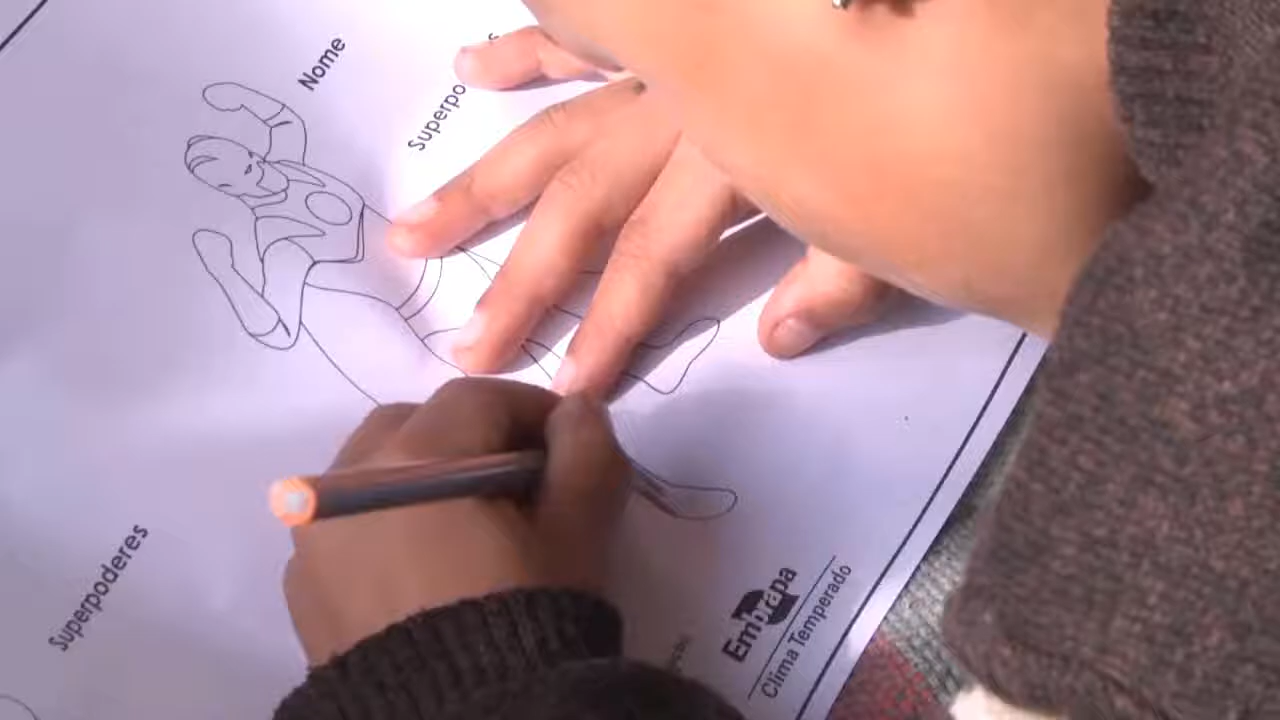 Nome
Superpo
Superpoderes
Embrapa
Clima Temperado